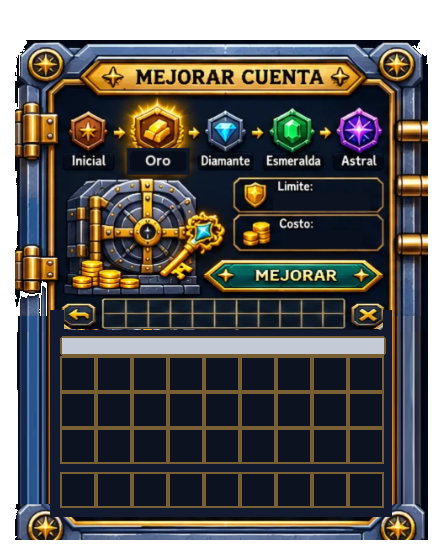 MEJORAR CUENTA
Inicial Oro Diamante Esmeralda Astral
Limite:
Costo:
MEJORAR